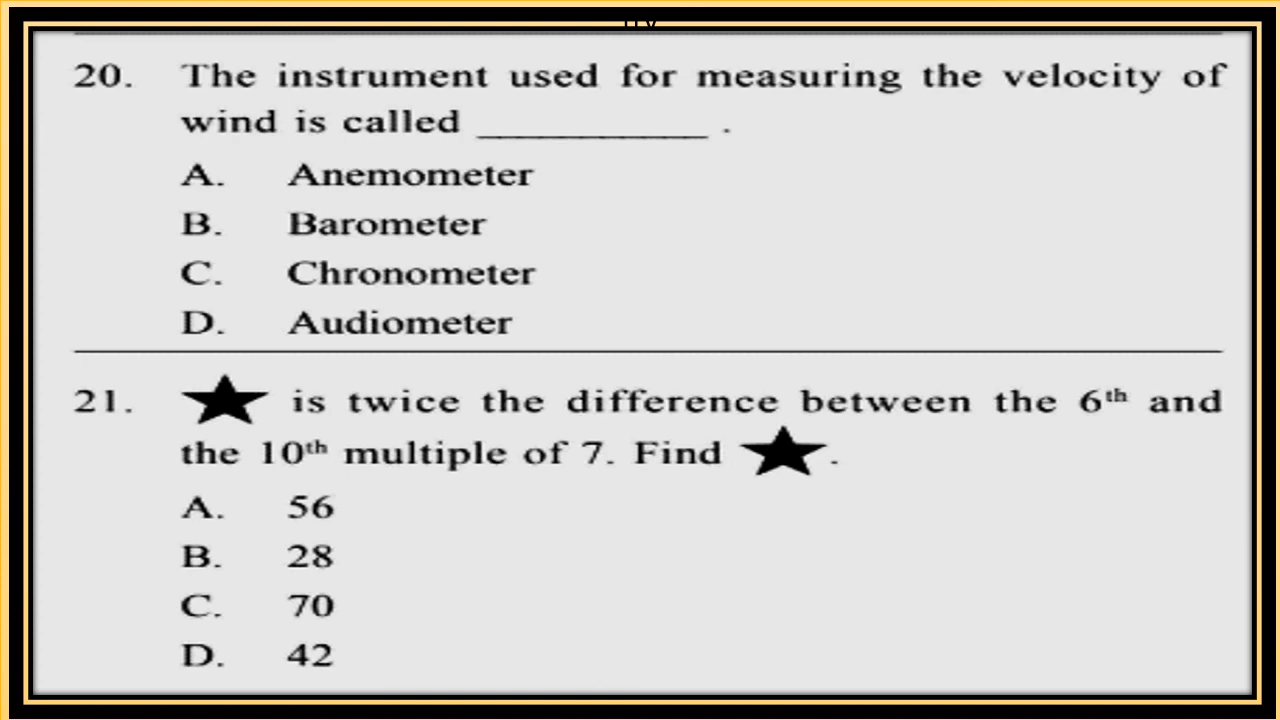 20. The instrument used for measuring the velocity of
wind is called __________ .
A. Anemometer
B. Barometer
C. Chronometer
D. Audiometer
21. ★ is twice the difference between the 6th and
the 10th multiple of 7. Find ★.
A. 56
B. 28
C. 70
D. 42